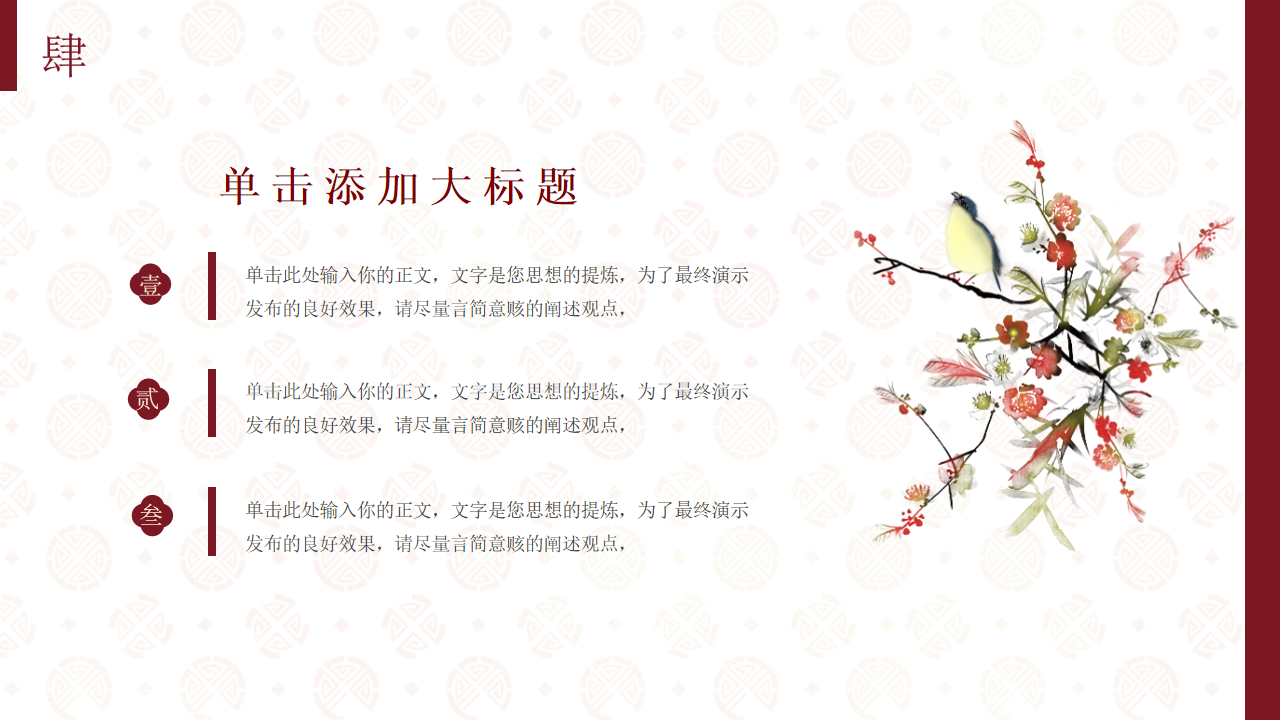 肆
单击添加大标题
壹
单击此处输入你的正文，文字是您思想的提炼，为了最终演示
发布的良好效果，请尽量言简意赅的阐述观点，
贰
单击此处输入你的正文，文字是您思想的提炼，为了最终演示
发布的良好效果，请尽量言简意赅的阐述观点，
叁
单击此处输入你的正文，文字是您思想的提炼，为了最终演示
发布的良好效果，请尽量言简意赅的阐述观点，